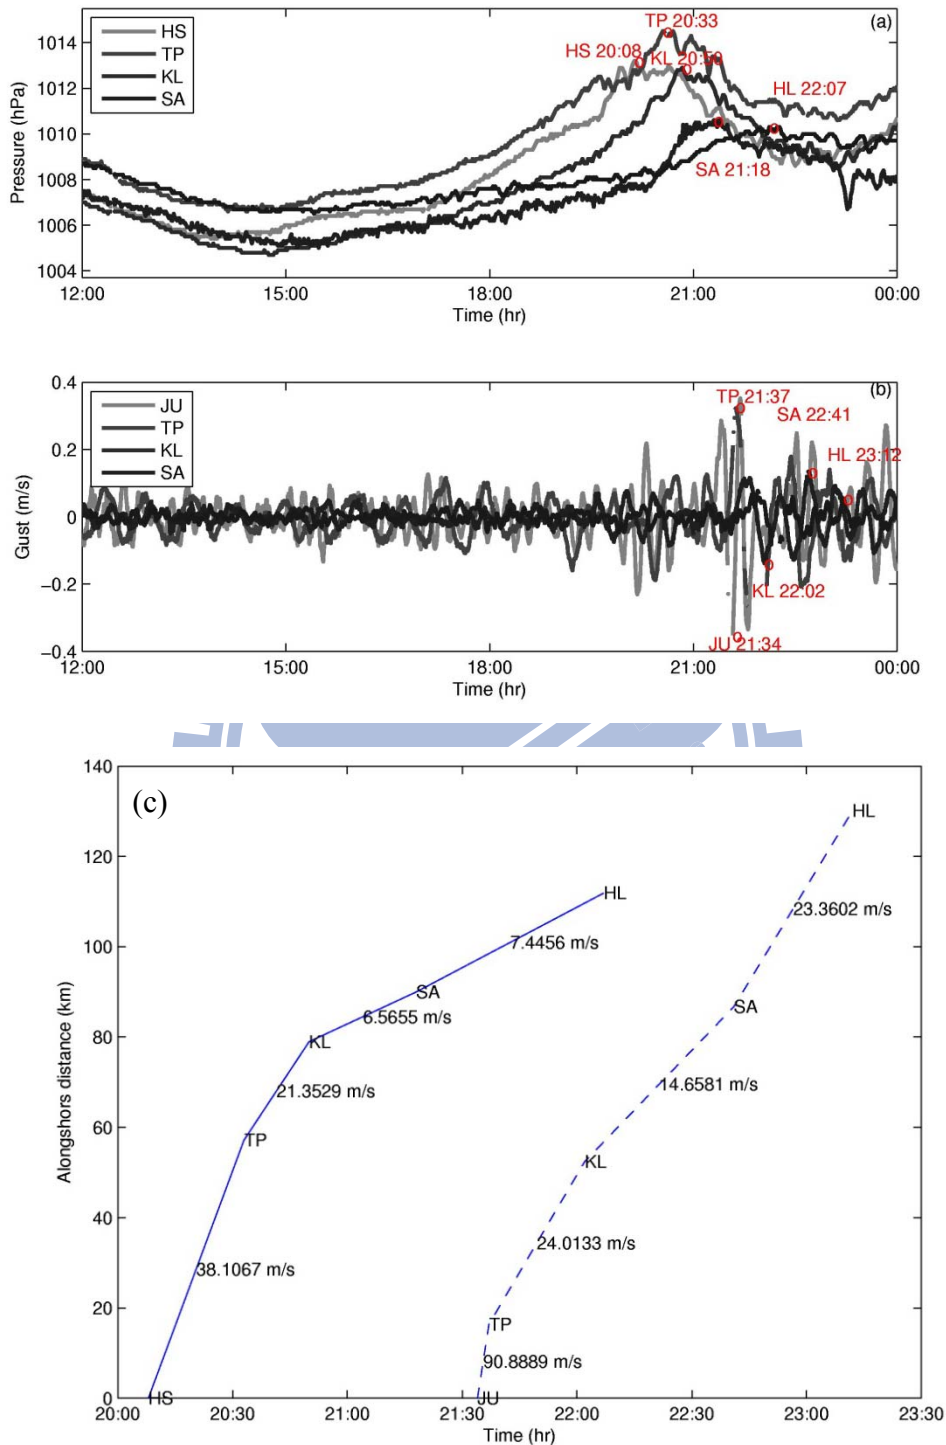 (a)
HS
TP
KL
SA
TP 20:33
HS 20:08
KL 20:50
HL 22:07
SA 21:18
Pressure (hPa)
1014
1012
1010
1008
1006
1004
12:00 15:00 18:00 21:00 00:00
Time (hr)
(b)
JU
TP
KL
SA
TP 21:37
SA 22:41
HL 23:12
KL 22:02
JU 21:34
Gust (m/s)
0.4
0.2
0
−0.2
−0.4
12:00 15:00 18:00 21:00 00:00
Time (hr)
(c)
Alongshors distance (km)
140
120
100
80
60
40
20
0
HL
23.3602 m/s
HL
7.4456 m/s
SA
6.5655 m/s
SA
KL
21.3529 m/s
14.6581 m/s
TP
KL
38.1067 m/s
24.0133 m/s
TP
90.8889 m/s
HS
JU
20:00 20:30 21:00 21:30 22:00 22:30 23:00 23:30
Time (hr)